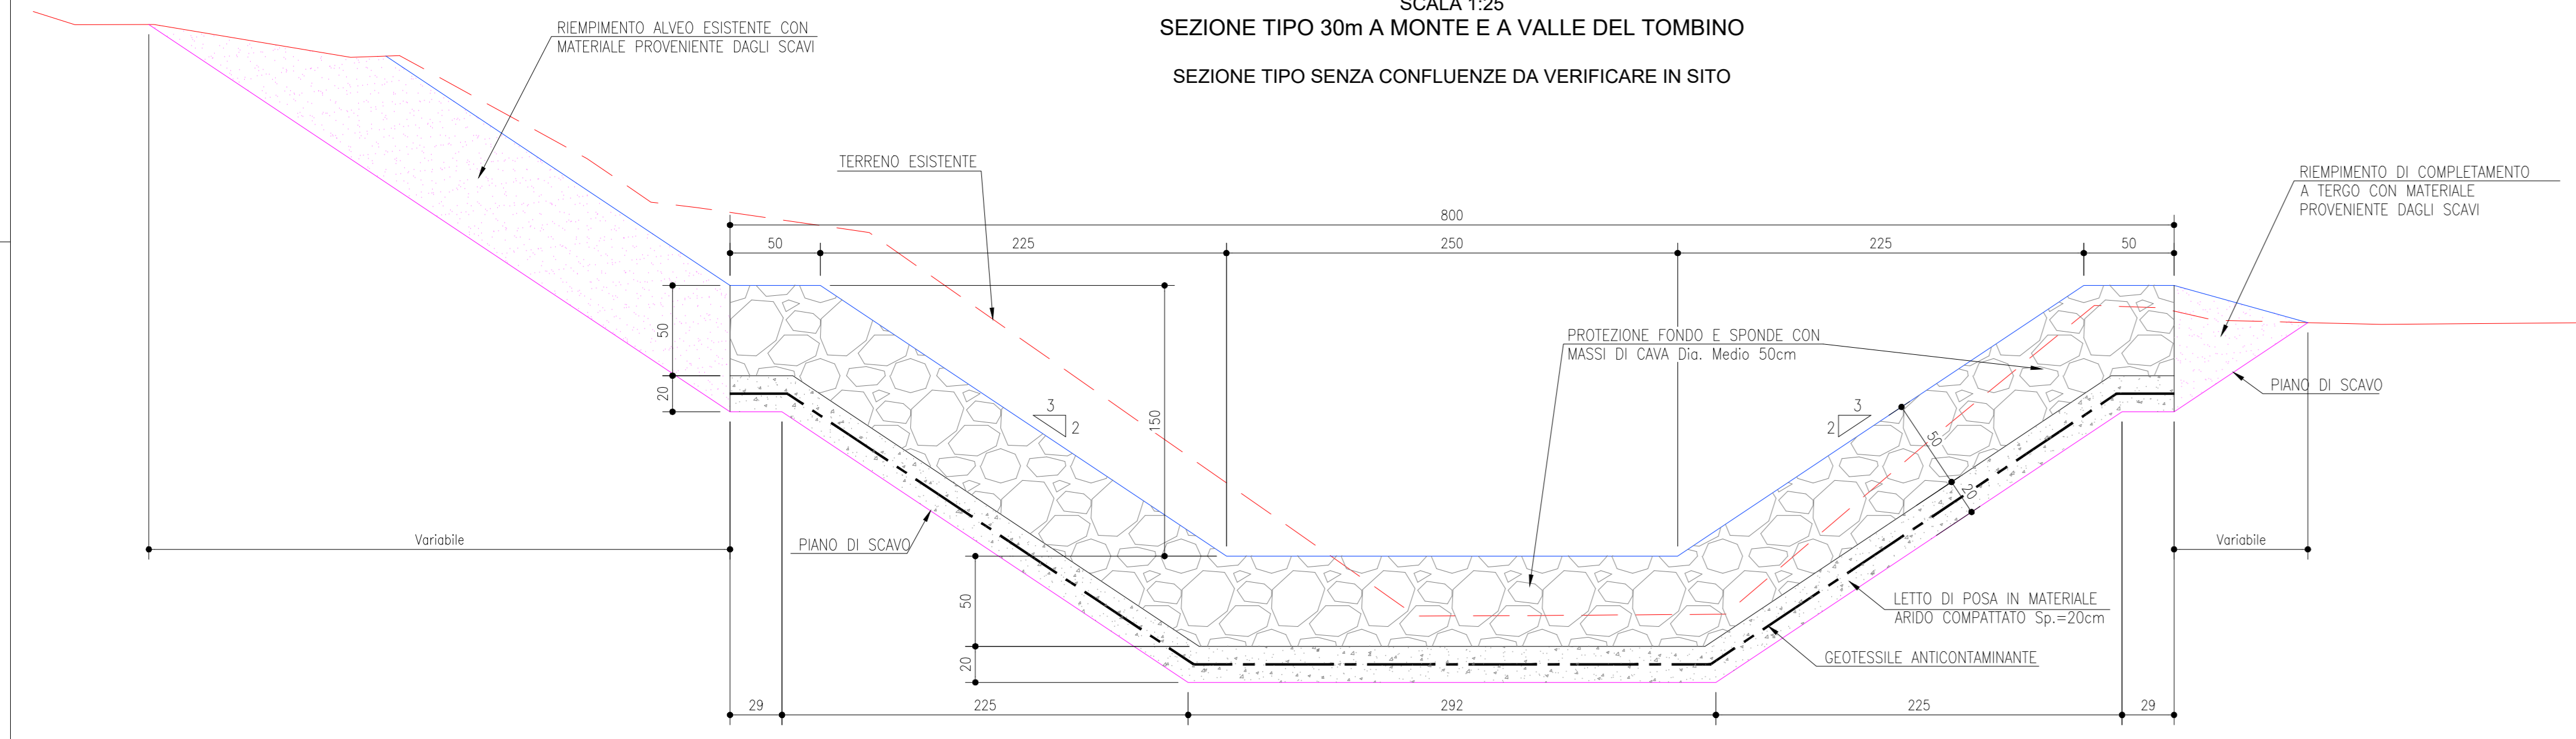 SCALA 1:25
SEZIONE TIPO 30m A MONTE E A VALLE DEL TOMBINO
SEZIONE TIPO SENZA CONFLUENZE DA VERIFICARE IN SITO
RIEMPIMENTO ALVEO ESISTENTE CON
MATERIALE PROVENIENTE DAGLI SCAVI
TERRENO ESISTENTE
RIEMPIMENTO DI COMPLETAMENTO
A TERGO CON MATERIALE
PROVENIENTE DAGLI SCAVI
800
50
225
250
225
50
50
20
150
3
2
PROTEZIONE FONDO E SPONDE CON
MASSI DI CAVA Dia. Medio 50cm
3
2
50
20
PIANO DI SCAVO
Variabile
PIANO DI SCAVO
Variabile
50
20
LETTO DI POSA IN MATERIALE
ARIDO COMPATTATO Sp.=20cm
GEOTESSILE ANTICONTAMINANTE
29
225
292
225
29